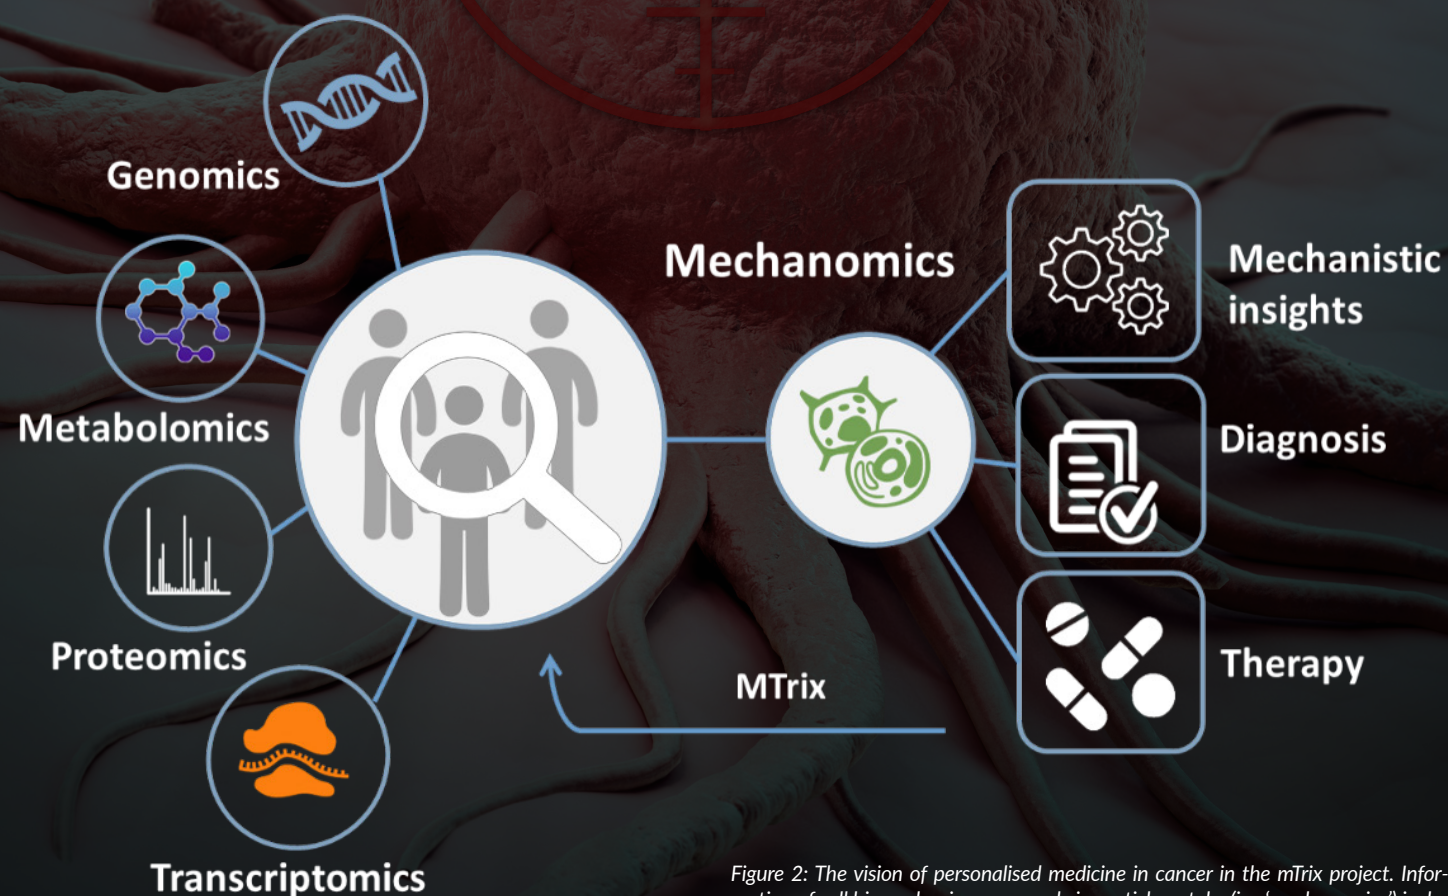 Genomics
Metabolomics
Proteomics
Transcriptomics
Mechanomics
Mechanistic
insights
Diagnosis
Therapy
MTrix
Figure 2: The vision of personalised medicine in cancer in the mTrix project. Infor-